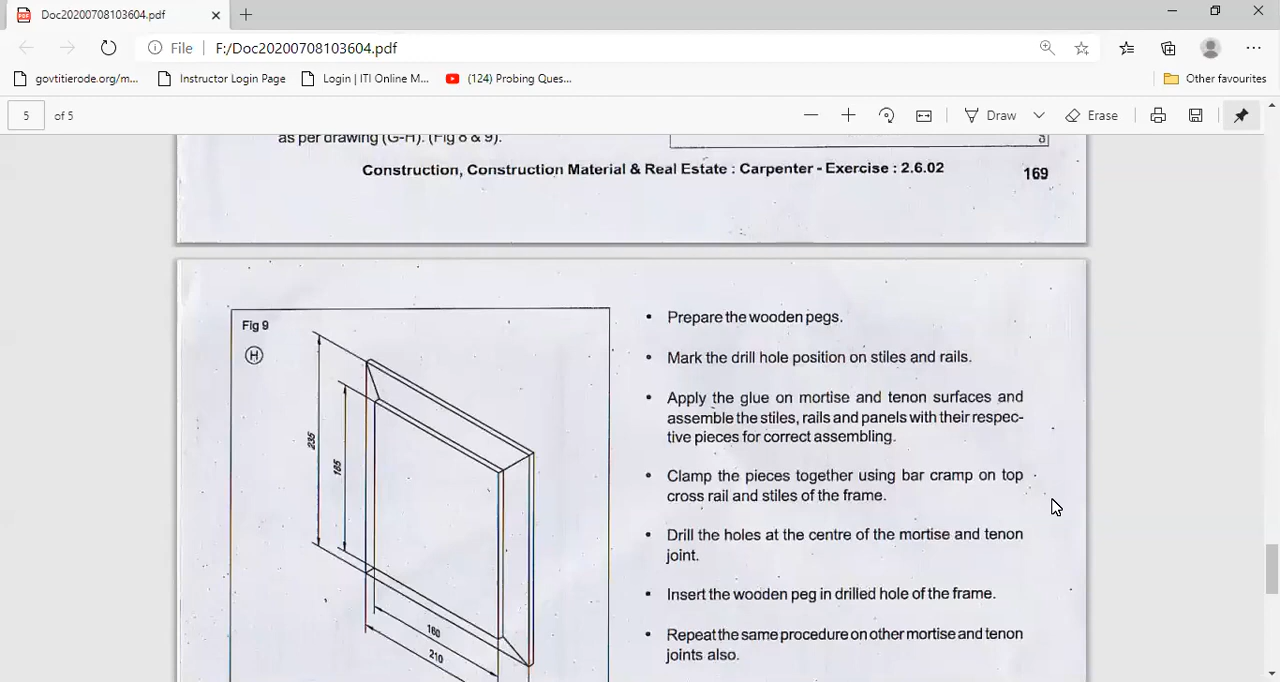 Doc20200708103604.pdf
File
F:/Doc20200708103604.pdf
govtitierode.org/m...
Instructor Login Page
Login | ITI Online M...
(124) Probing Ques...
Other favourites
5 of 5
Draw
Erase
as per drawing (G-H). (Fig 8 & 9).
Construction, Construction Material & Real Estate : Carpenter - Exercise : 2.6.02
169
Fig 9
H
235
185
160
210
• Prepare the wooden pegs.
• Mark the drill hole position on stiles and rails.
• Apply the glue on mortise and tenon surfaces and
assemble the stiles, rails and panels with their respec-
tive pieces for correct assembling.
• Clamp the pieces together using bar cramp on top
cross rail and stiles of the frame.
• Drill the holes at the centre of the mortise and tenon
joint.
• Insert the wooden peg in drilled hole of the frame.
• Repeat the same procedure on other mortise and tenon
joints also.